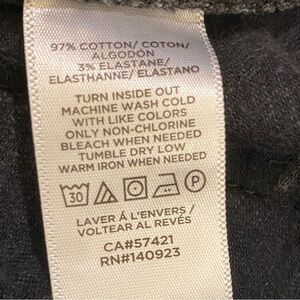 97% COTTON/ COTON/
ALGODÓN
3% ELASTANE/
ELASTHANNE/ ELASTANO
TURN INSIDE OUT
MACHINE WASH COLD
WITH LIKE COLORS
ONLY NON-CHLORINE
BLEACH WHEN NEEDED
TUMBLE DRY LOW
WARM IRON WHEN NEEDED
30 P
LAVER À L'ENVERS /
VOLTEAR AL REVÉS
CA#57421
RN#140923